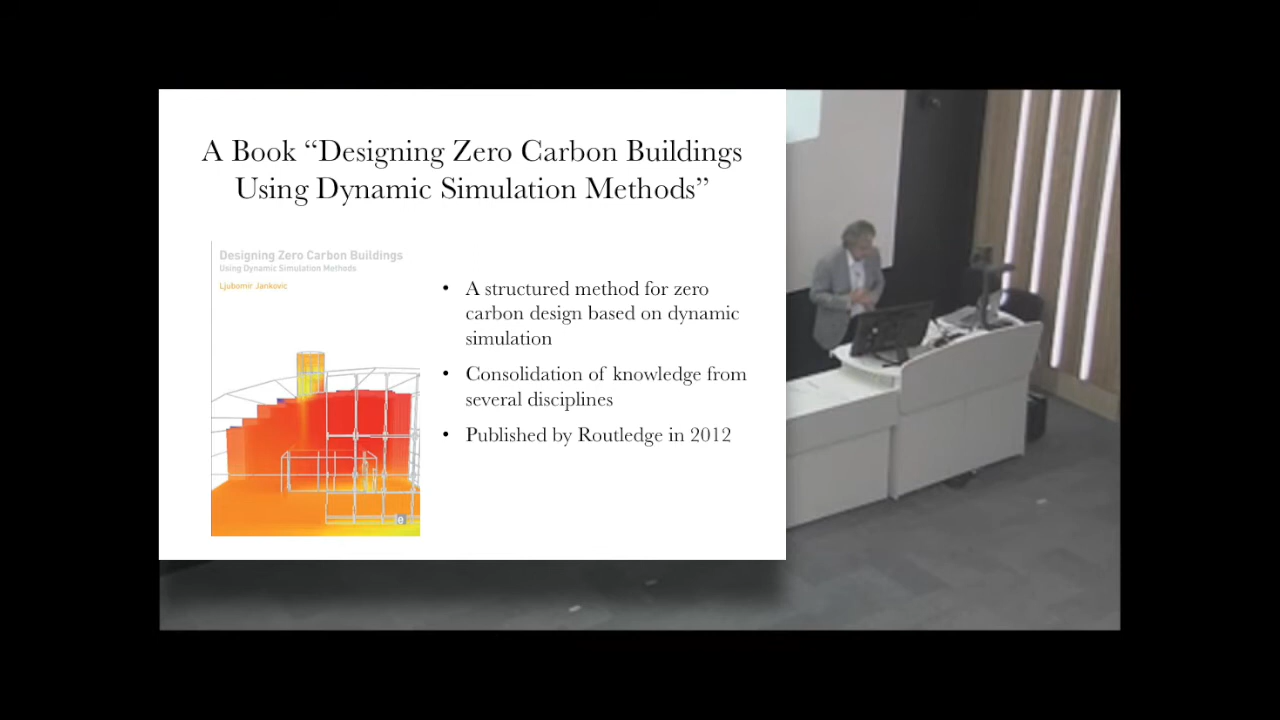 A Book “Designing Zero Carbon Buildings
Using Dynamic Simulation Methods”
Designing Zero Carbon Buildings
Using Dynamic Simulation Methods
Ljubomir Jankovic
• A structured method for zero
carbon design based on dynamic
simulation
• Consolidation of knowledge from
several disciplines
• Published by Routledge in 2012
e